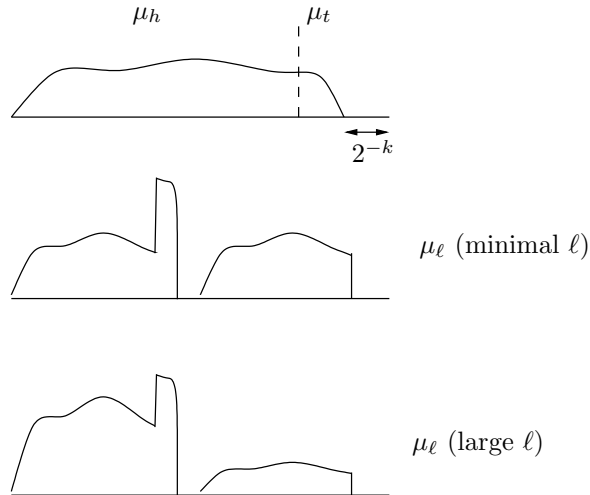 μ_h μ_t
2^{-k}
μ_ℓ (minimal ℓ)
μ_ℓ (large ℓ)